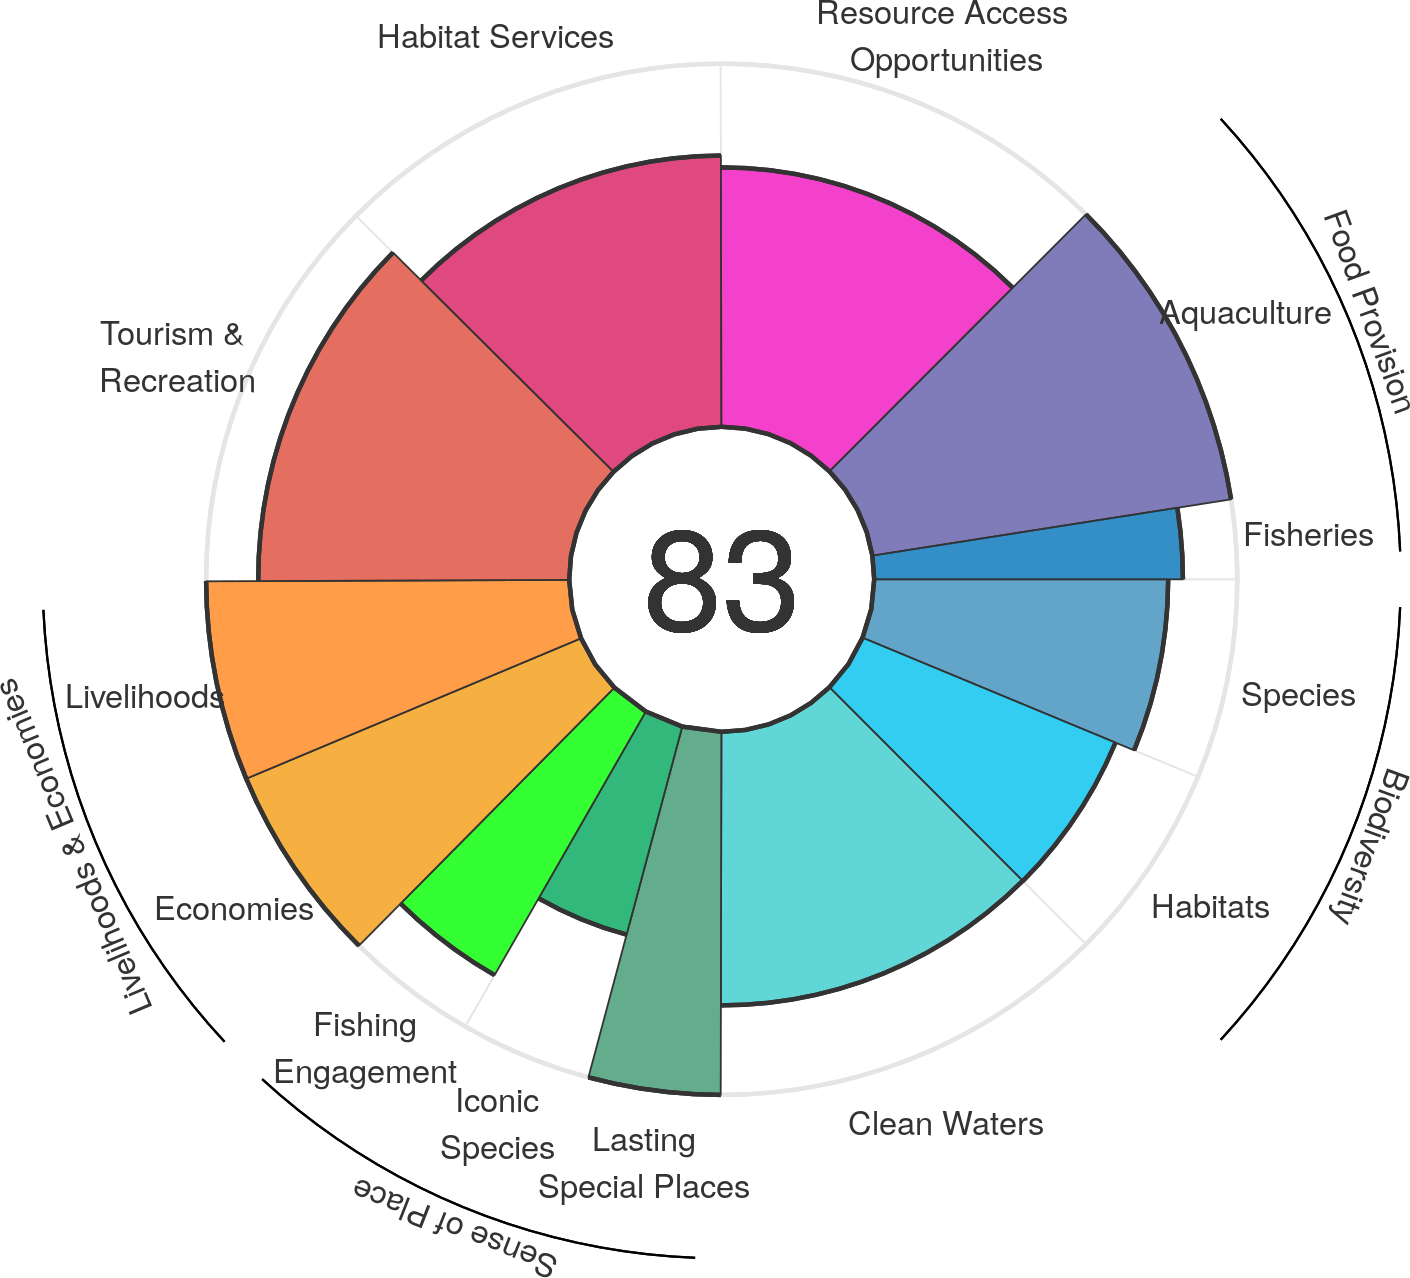 Resource Access
Opportunities
Habitat Services
Food Provision
Aquaculture
Tourism &
Recreation
Fisheries
83
Species
Livelihoods
Livelihoods & Economies
Biodiversity
Habitats
Economies
Fishing
Engagement
Iconic
Species
Lasting
Special Places
Clean Waters
Sense of Place